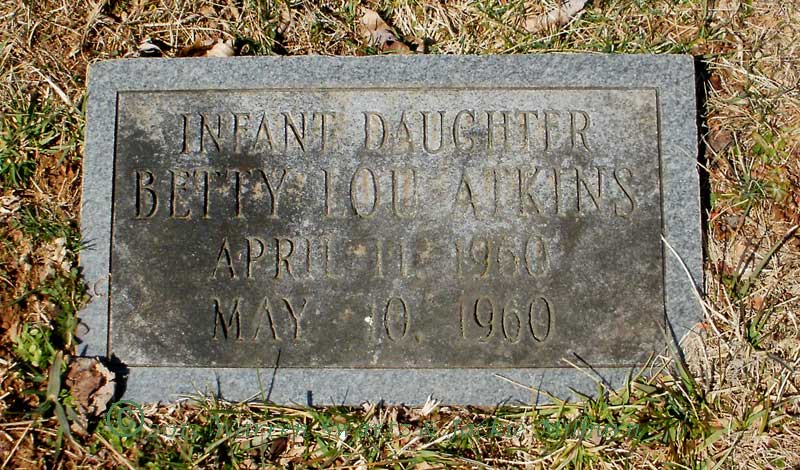 INFANT DAUGHTER
BETTY LOU ATKINS
APRIL 11, 1960
MAY 10, 1960